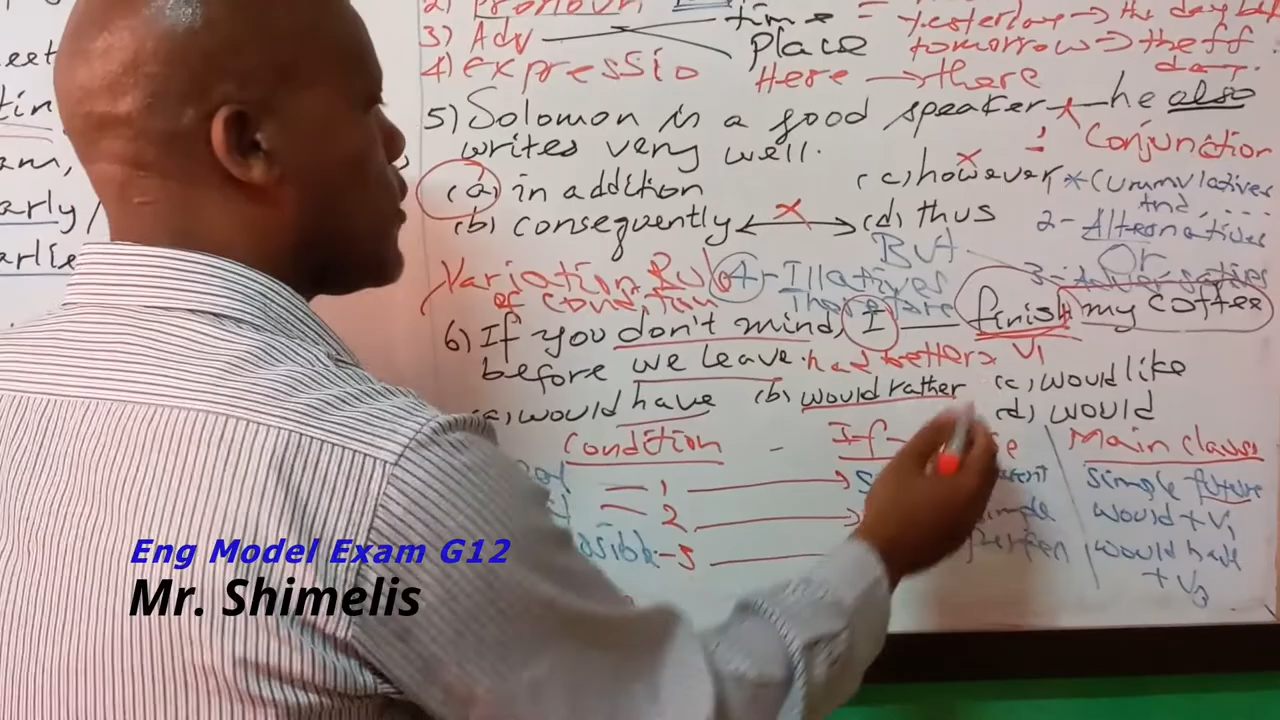 2) Pronoun
3) Adv time = yesterday → the day bef
Place tomorrow → the ff day.
4) expressio Here → there
5) Solomon is a good speaker he also
writes very well. Conjunction
(a) in addition (c) however * Cummulatives
And ....
(b) consequently (d) thus 2 - Alternatives
But Or
Variation Rule 4 - Illatives 3 - Adversatives
of Condition Therefore
6) If you don't mind, I finish my coffee
before we leave. had better> V1
(a) would have (b) would rather (c) would like
(d) would
Condition - If Main clause
= 1 simple future
= 2 would + V1
- 3 would have
+ V3
Eng Model Exam G12
Mr. Shimelis